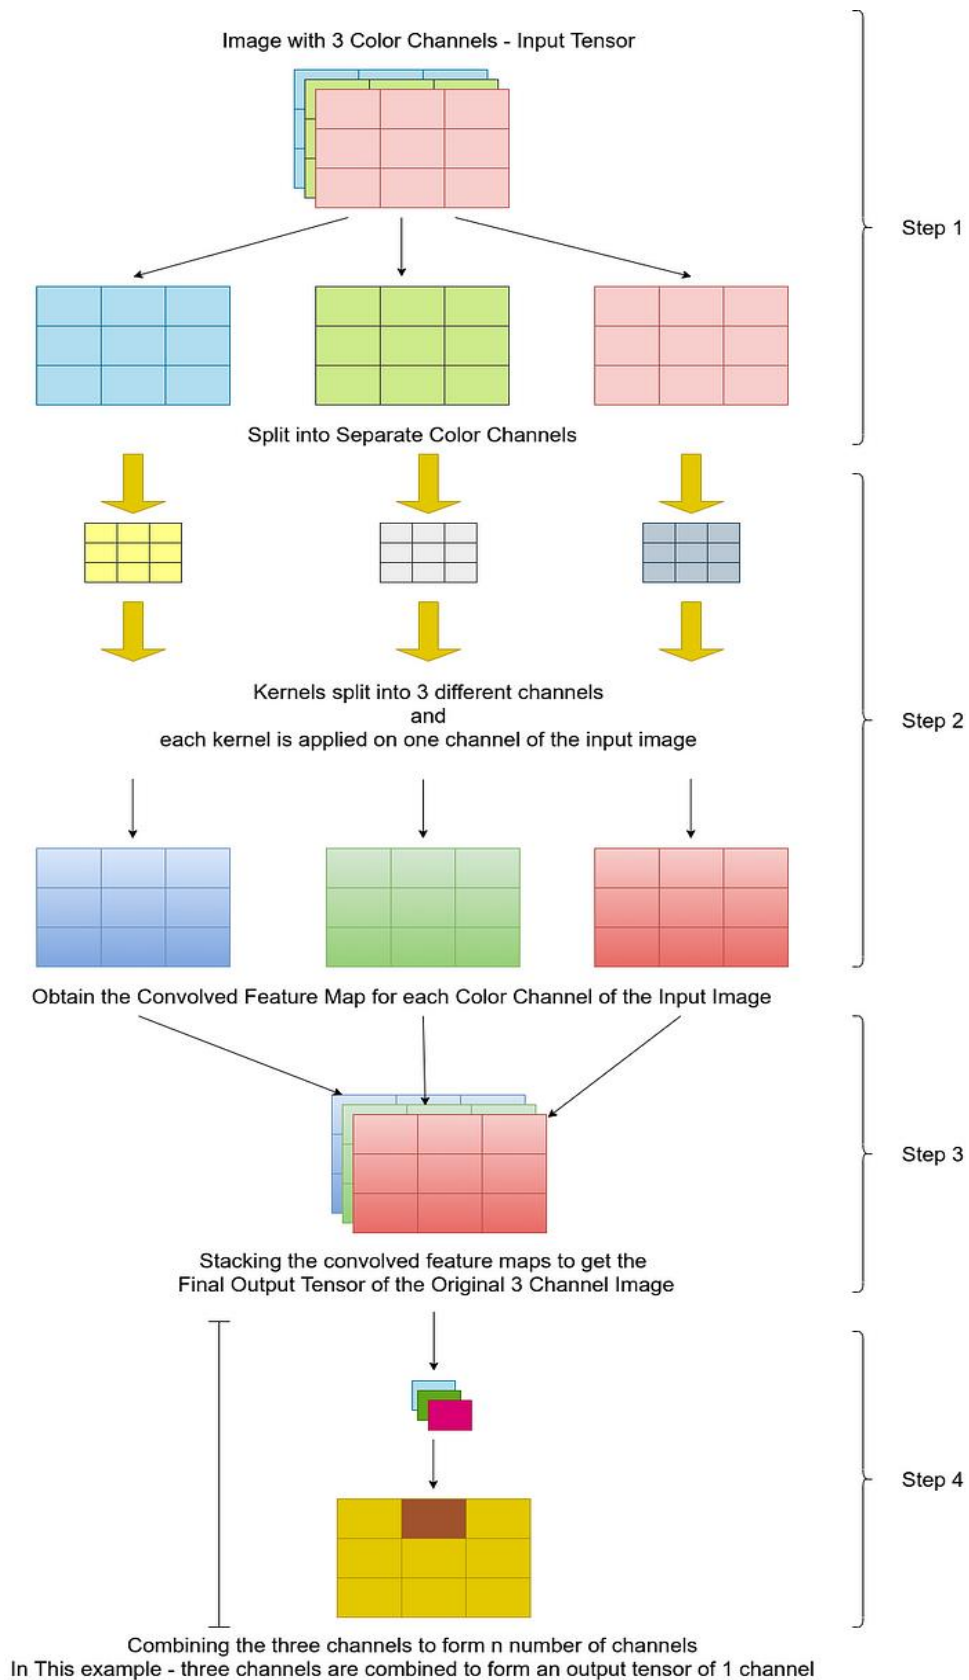 Image with 3 Color Channels - Input Tensor
Step 1
Split into Separate Color Channels
Kernels split into 3 different channels
and
each kernel is applied on one channel of the input image
Step 2
Obtain the Convolved Feature Map for each Color Channel of the Input Image
Step 3
Stacking the convolved feature maps to get the
Final Output Tensor of the Original 3 Channel Image
Step 4
Combining the three channels to form n number of channels
In This example - three channels are combined to form an output tensor of 1 channel